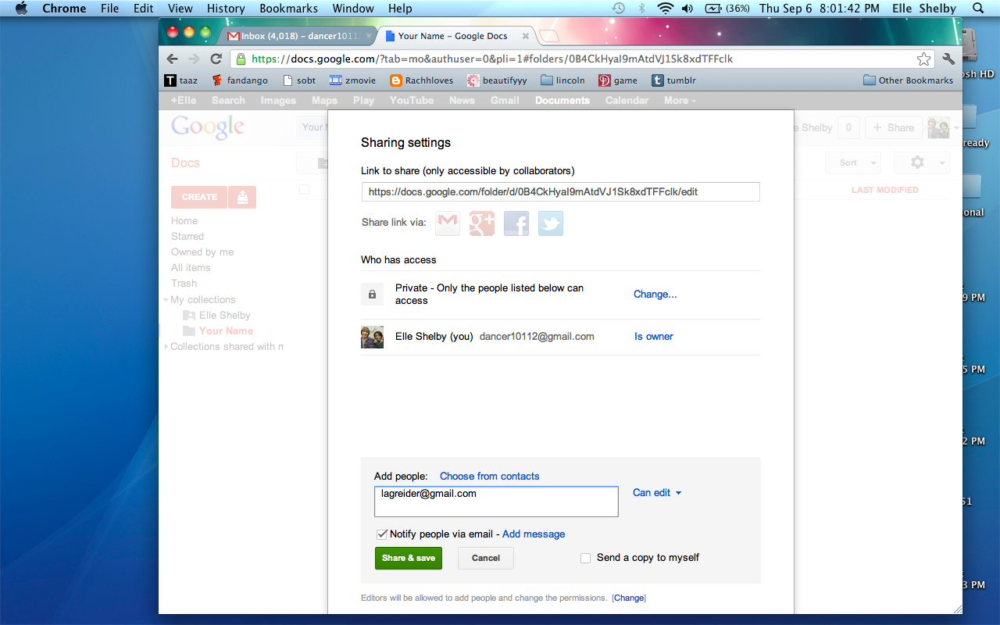 Chrome File Edit View History Bookmarks Window Help (36%) Thu Sep 6 8:01:42 PM Elle Shelby
Inbox (4,018) – dancer1011
Your Name – Google Docs
https://docs.google.com/?tab=mo&authuser=0&pli=1#folders/0B4CkHyaI9mAtdVJ1Sk8xdTFFclk
taaz fandango sobt zmovie Rachhloves beautifyyy lincoln game tumblr Other Bookmarks
+Elle Search Images Maps Play YouTube News Gmail Documents Calendar More
Google Your N e Shelby 0 + Share
Docs Sort
CREATE
LAST MODIFIED
Home
Starred
Owned by me
All items
Trash
My collections
Elle Shelby
Your Name
Collections shared with m
Sharing settings
Link to share (only accessible by collaborators)
https://docs.google.com/folder/d/0B4CkHyaI9mAtdVJ1Sk8xdTFFclk/edit
Share link via:
Who has access
Private - Only the people listed below can
access
Change...
Elle Shelby (you) dancer10112@gmail.com Is owner
Add people: Choose from contacts
lagreider@gmail.com
Can edit
Notify people via email - Add message
Share & save Cancel Send a copy to myself
Editors will be allowed to add people and change the permissions. [Change]
osh HD
ready
onal
9 PM
5 PM
2 PM
51
3 PM